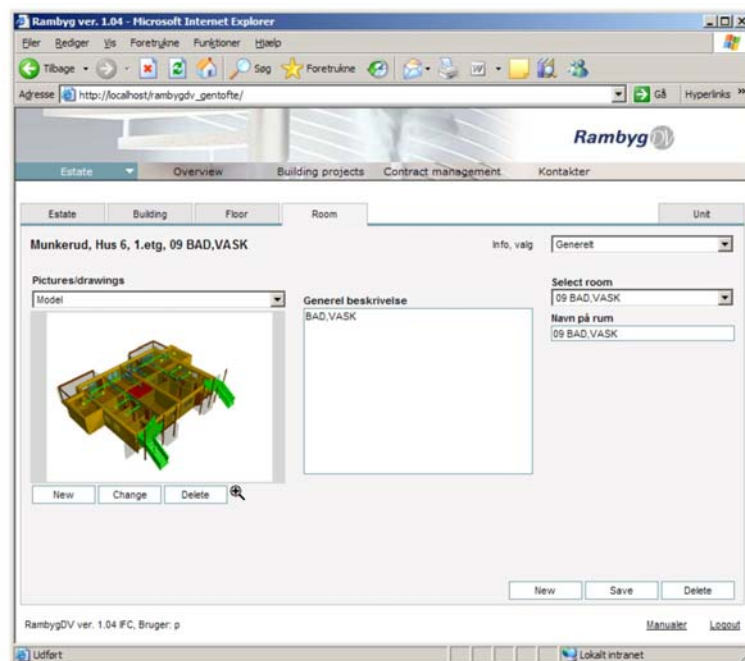 Rambyg ver. 1.04 - Microsoft Internet Explorer
Filer Rediger Vis Foretrukne Funktioner Hjælp
Tilbage Søg Foretrukne
Adresse http://localhost/rambygdv_gentofte/ Gå Hyperlinks »
Rambyg DV
Estate Overview Building projects Contract management Kontakter
Estate Building Floor Room Unit
Munkerud, Hus 6, 1.etg, 09 BAD,VASK Info, valg Generelt
Pictures/drawings Select room
Model Generel beskrivelse 09 BAD,VASK
BAD,VASK Navn på rum
09 BAD,VASK
New Change Delete
New Save Delete
RambygDV ver. 1.04 IFC, Bruger: p Manualer Logout
Udført Lokalt intranet